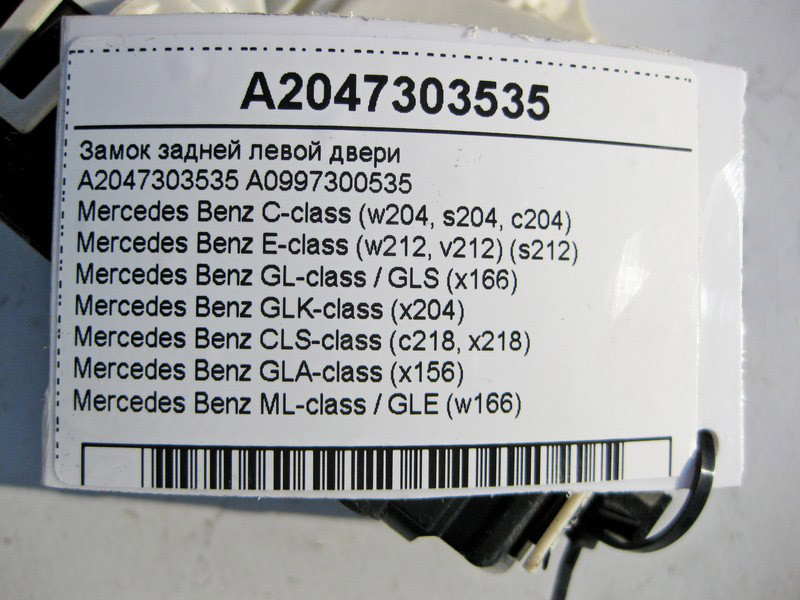 A2047303535
Замок задней левой двери
A2047303535 A0997300535
Mercedes Benz C-class (w204, s204, c204)
Mercedes Benz E-class (w212, v212) (s212)
Mercedes Benz GL-class / GLS (x166)
Mercedes Benz GLK-class (x204)
Mercedes Benz CLS-class (c218, x218)
Mercedes Benz GLA-class (x156)
Mercedes Benz ML-class / GLE (w166)